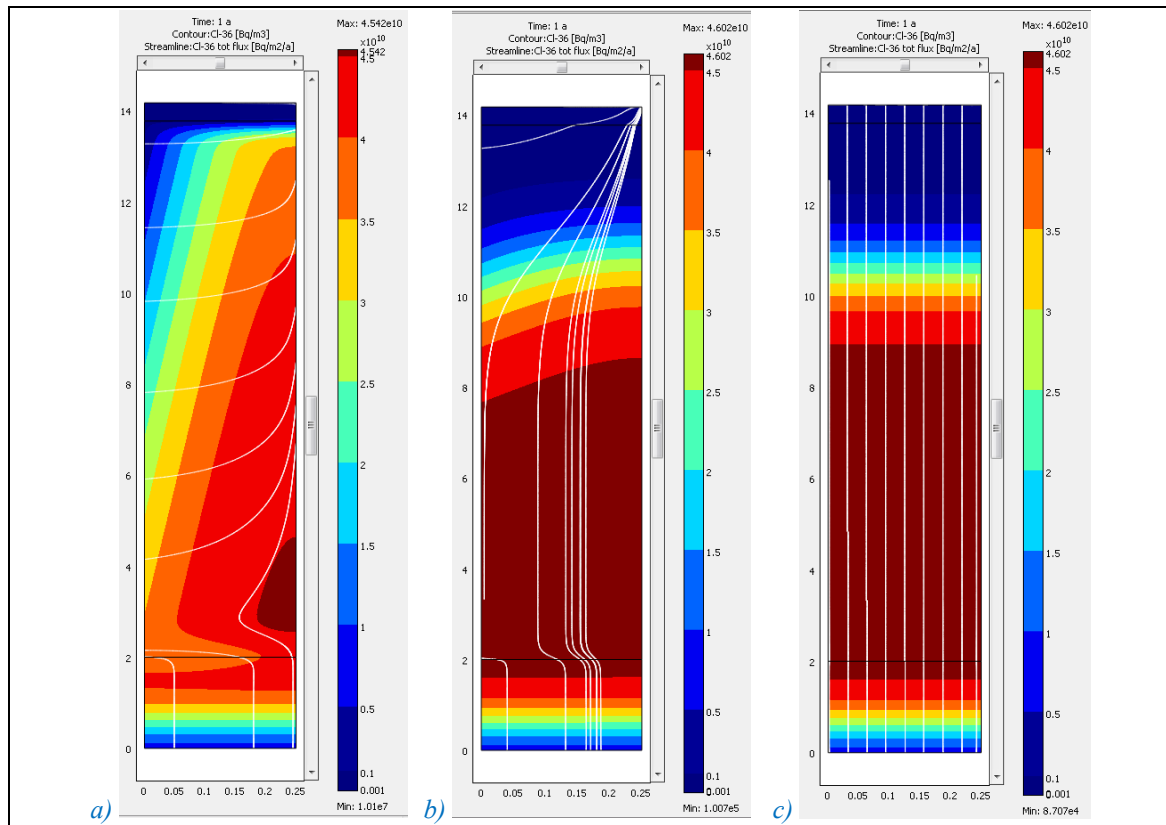 Time: 1 a
Contour:Cl-36 [Bq/m3]
Streamline:Cl-36 tot flux [Bq/m2/a]
Max: 4.542e10
x10^10
4.542
4.5
4
3.5
3
2.5
2
1.5
1
0.5
0.1
0.001
Min: 1.01e7
14
12
10
8
6
4
2
0
0 0.05 0.1 0.15 0.2 0.25
a)
Time: 1 a
Contour:Cl-36 [Bq/m3]
Streamline:Cl-36 tot flux [Bq/m2/a]
Max: 4.602e10
x10^10
4.602
4.5
4
3.5
3
2.5
2
1.5
1
0.5
0.1
0.001
Min: 1.007e5
14
12
10
8
6
4
2
0
0 0.05 0.1 0.15 0.2 0.25
b)
Time: 1 a
Contour:Cl-36 [Bq/m3]
Streamline:Cl-36 tot flux [Bq/m2/a]
Max: 4.602e10
x10^10
4.602
4.5
4
3.5
3
2.5
2
1.5
1
0.5
0.1
0.001
Min: 8.707e4
14
12
10
8
6
4
2
0
0 0.05 0.1 0.15 0.2 0.25
c)